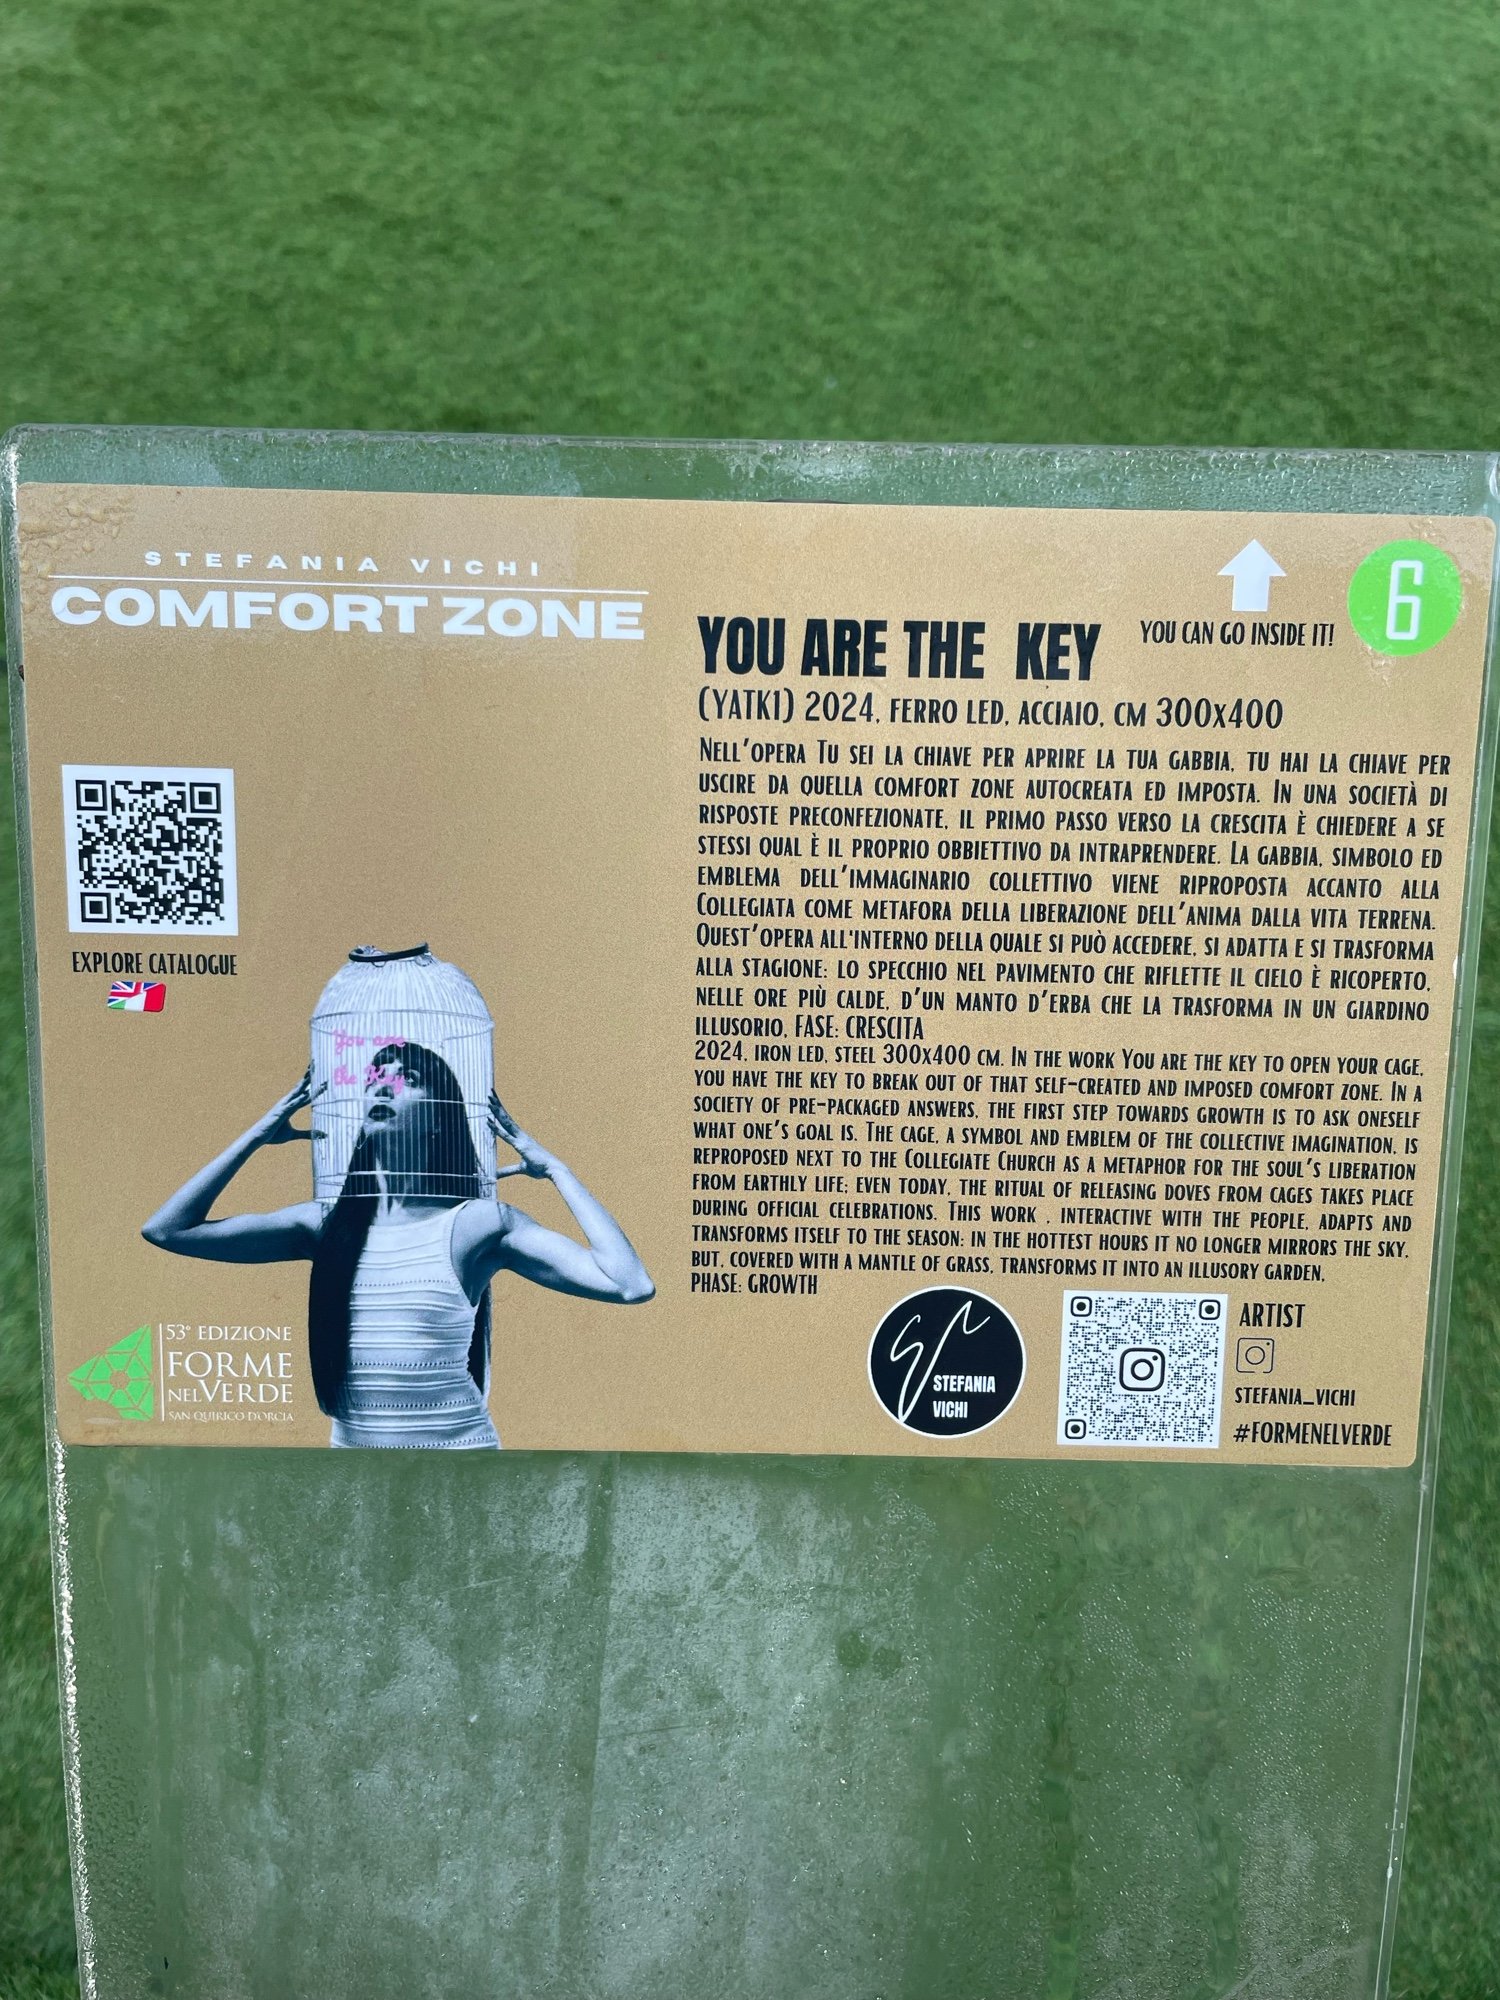 STEFANIA VICHI
COMFORT ZONE
YOU CAN GO INSIDE IT!
6
YOU ARE THE KEY
(YATK1) 2024, FERRO LED, ACCIAIO, CM 300X400
NELL'OPERA TU SEI LA CHIAVE PER APRIRE LA TUA GABBIA, TU HAI LA CHIAVE PER
USCIRE DA QUELLA COMFORT ZONE AUTOCREATA ED IMPOSTA. IN UNA SOCIETÀ DI
RISPOSTE PRECONFEZIONATE, IL PRIMO PASSO VERSO LA CRESCITA È CHIEDERE A SE
STESSI QUAL È IL PROPRIO OBBIETTIVO DA INTRAPRENDERE. LA GABBIA, SIMBOLO ED
EMBLEMA DELL'IMMAGINARIO COLLETTIVO VIENE RIPROPOSTA ACCANTO ALLA
COLLEGIATA COME METAFORA DELLA LIBERAZIONE DELL'ANIMA DALLA VITA TERRENA.
QUEST'OPERA ALL'INTERNO DELLA QUALE SI PUÒ ACCEDERE, SI ADATTA E SI TRASFORMA
ALLA STAGIONE: LO SPECCHIO NEL PAVIMENTO CHE RIFLETTE IL CIELO È RICOPERTO,
NELLE ORE PIÙ CALDE, D'UN MANTO D'ERBA CHE LA TRASFORMA IN UN GIARDINO
ILLUSORIO, FASE: CRESCITA
2024, IRON LED, STEEL 300X400 CM. IN THE WORK YOU ARE THE KEY TO OPEN YOUR CAGE,
YOU HAVE THE KEY TO BREAK OUT OF THAT SELF-CREATED AND IMPOSED COMFORT ZONE. IN A
SOCIETY OF PRE-PACKAGED ANSWERS, THE FIRST STEP TOWARDS GROWTH IS TO ASK ONESELF
WHAT ONE'S GOAL IS. THE CAGE, A SYMBOL AND EMBLEM OF THE COLLECTIVE IMAGINATION, IS
REPROPOSED NEXT TO THE COLLEGIATE CHURCH AS A METAPHOR FOR THE SOUL'S LIBERATION
FROM EARTHLY LIFE; EVEN TODAY, THE RITUAL OF RELEASING DOVES FROM CAGES TAKES PLACE
DURING OFFICIAL CELEBRATIONS. THIS WORK , INTERACTIVE WITH THE PEOPLE, ADAPTS AND
TRANSFORMS ITSELF TO THE SEASON: IN THE HOTTEST HOURS IT NO LONGER MIRRORS THE SKY,
BUT, COVERED WITH A MANTLE OF GRASS, TRANSFORMS IT INTO AN ILLUSORY GARDEN,
PHASE: GROWTH
EXPLORE CATALOGUE
You are
the Key
53° EDIZIONE
FORME
NELVERDE
SAN QUIRICO D'ORCIA
STEFANIA
VICHI
ARTIST
STEFANIA_VICHI
#FORMENELVERDE